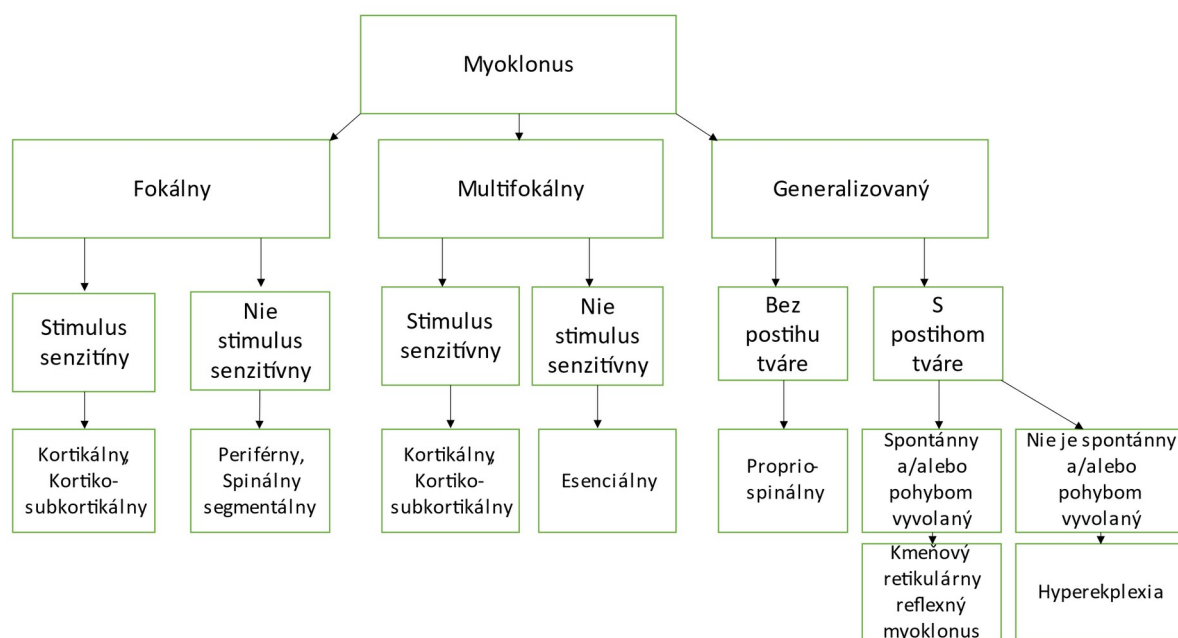 Myoklonus
Fokálny
Multifokálny
Generalizovaný
Stimulus
senzitíny
Nie
stimulus
senzitívny
Stimulus
senzitívny
Nie
stimulus
senzitívny
Bez
postihu
tváre
S
postihom
tváre
Kortikálny,
Kortiko-
subkortikálny
Periférny,
Spinálny
segmentálny
Kortikálny,
Kortiko-
subkortikálny
Esenciálny
Proprio-
spinálny
Spontánny
a/alebo
pohybom
vyvolaný
Nie je spontánny
a/alebo
pohybom
vyvolaný
Kmeňový
retikulárny
reflexný
myoklonus
Hyperekplexia